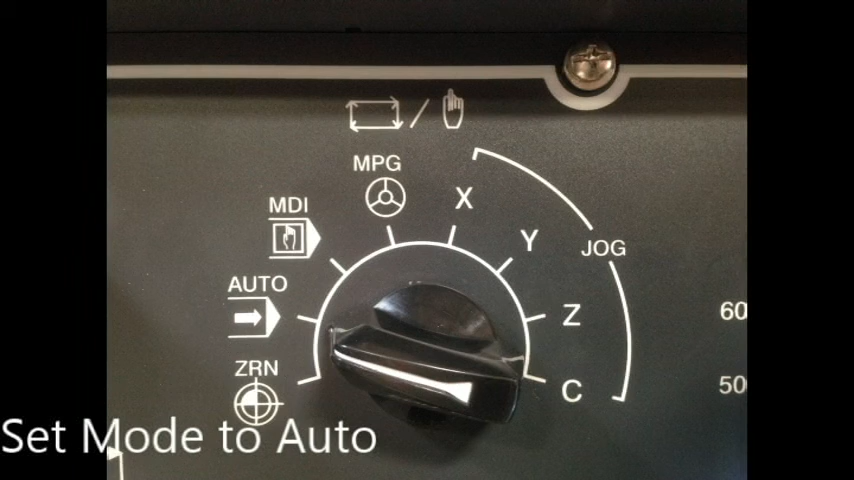 MPG
MDI
X
Y
JOG
AUTO
Z
60
ZRN
C
50
Set Mode to Auto